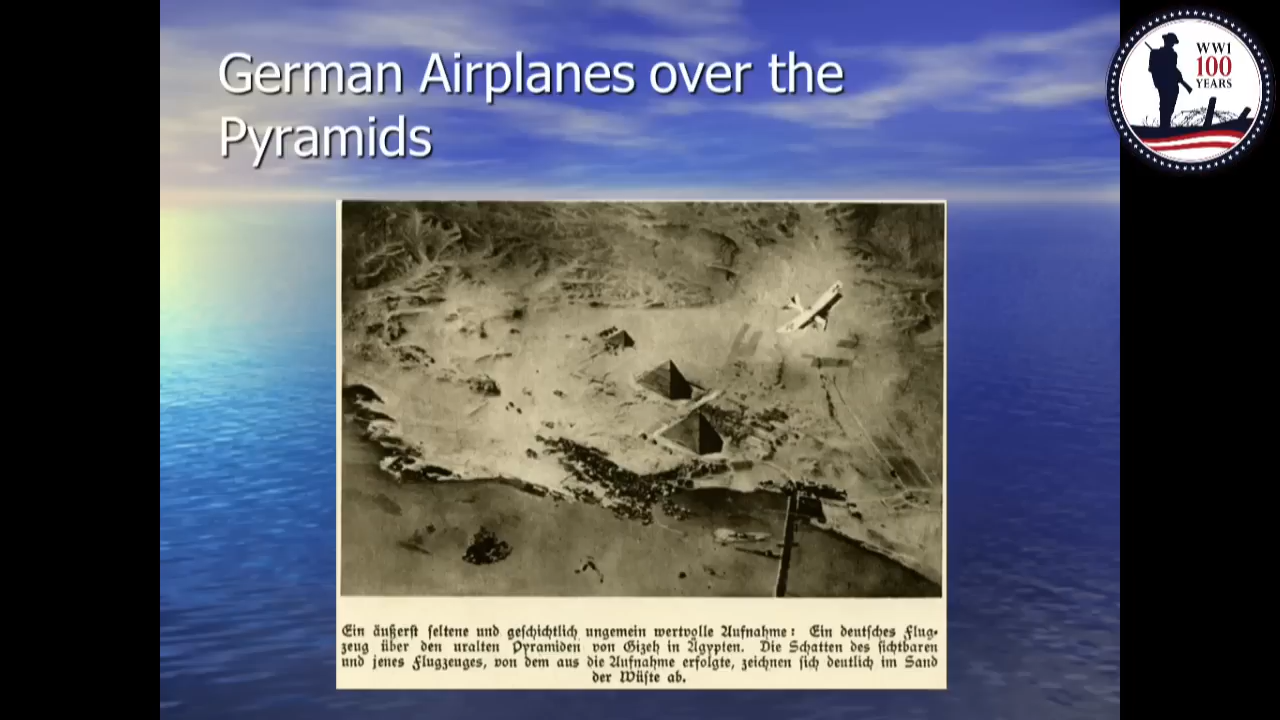 German Airplanes over the
Pyramids
WW1
100
YEARS
Ein äußerst seltene und geschichtlich ungemein wertvolle Aufnahme: Ein deutsches Flug-
zeug über den uralten Pyramiden von Gizeh in Ägypten. Die Schatten des sichtbaren
und jenes Flugzeuges, von dem aus die Aufnahme erfolgte, zeichnen sich deutlich im Sand
der Wüste ab.